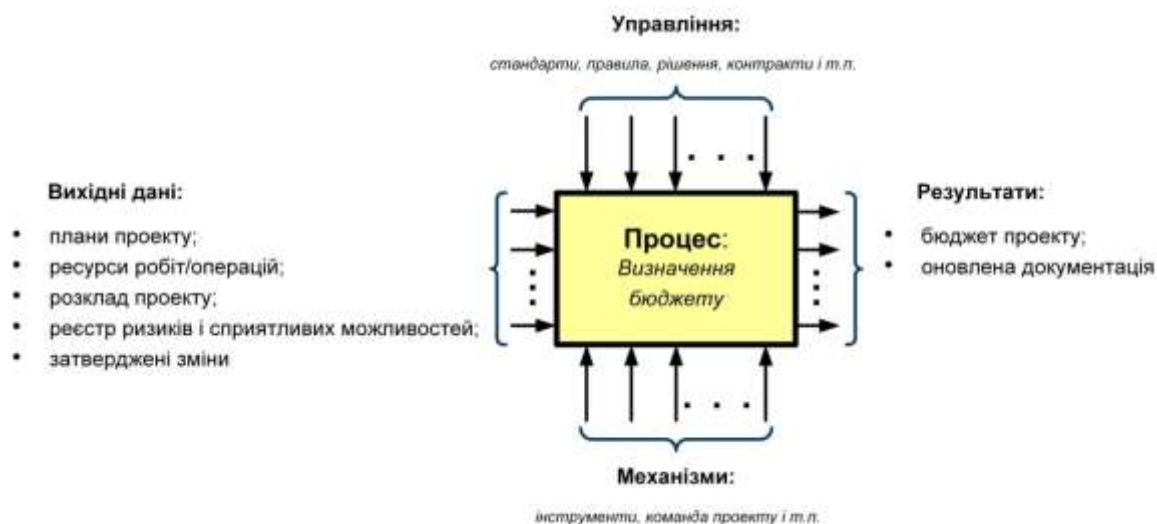 Управління:
стандарти, правила, рішення, контракти і т.п.
Вихідні дані:
• плани проекту;
• ресурси робіт/операцій;
• розклад проекту;
• реєстр ризиків і сприятливих можливостей;
• затверджені зміни
Процес:
Визначення
бюджету
Результати:
• бюджет проекту;
• оновлена документація
Механізми:
інструменти, команда проекту і т.п.